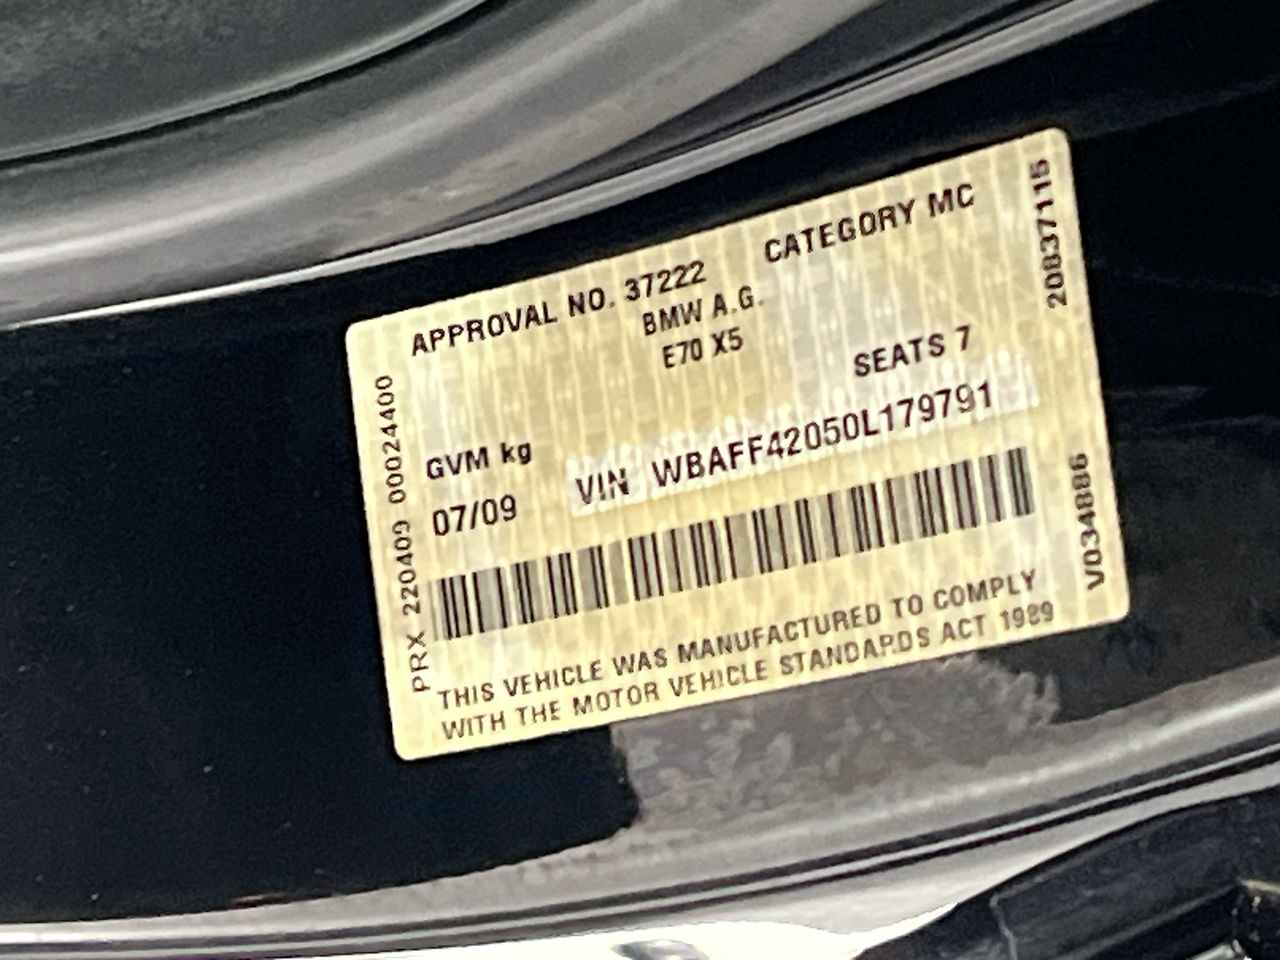 APPROVAL NO. 37222 CATEGORY MC
BMW A.G.
E70 X5
SEATS 7
GVM kg
07/09 VIN WBAFF42050L179791
THIS VEHICLE WAS MANUFACTURED TO COMPLY
WITH THE MOTOR VEHICLE STANDARDS ACT 1989
PRX 220409 00024400
20837115
V034886